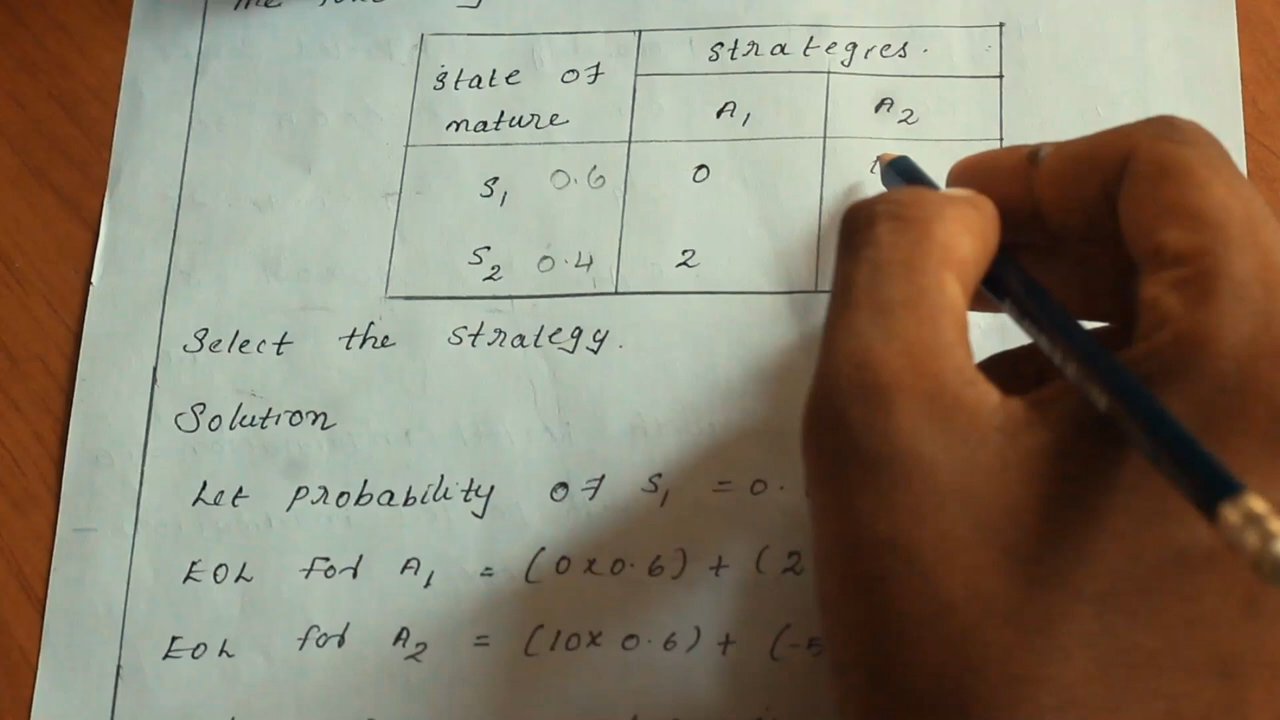 strategies.
state of nature
A1 A2
S1 0.6 0
S2 0.4 2
Select the strategy.
Solution
Let probability of S1 = 0.
EOL for A1 = (0x0.6) + (2
EOL for A2 = (10x 0.6) + (-5